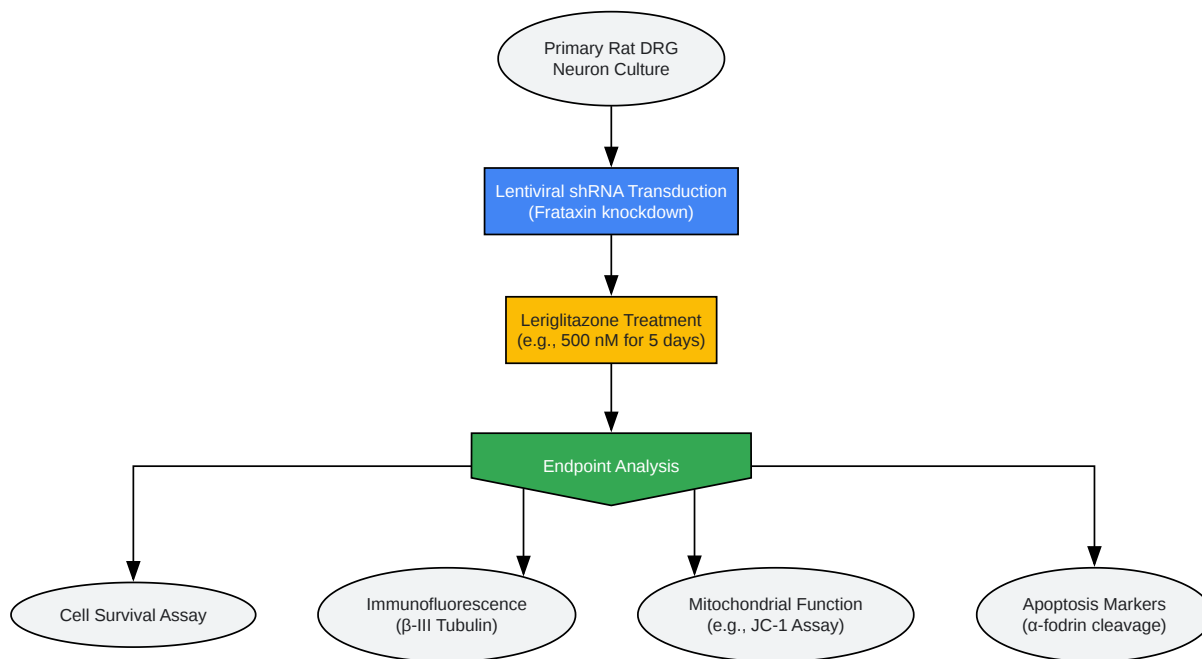 Primary Rat DRG
Neuron Culture
Lentiviral shRNA Transduction
(Frataxin knockdown)
Leriglitazone Treatment
(e.g., 500 nM for 5 days)
Endpoint Analysis
Cell Survival Assay
Immunofluorescence
(β-III Tubulin)
Mitochondrial Function
(e.g., JC-1 Assay)
Apoptosis Markers
(α-fodrin cleavage)